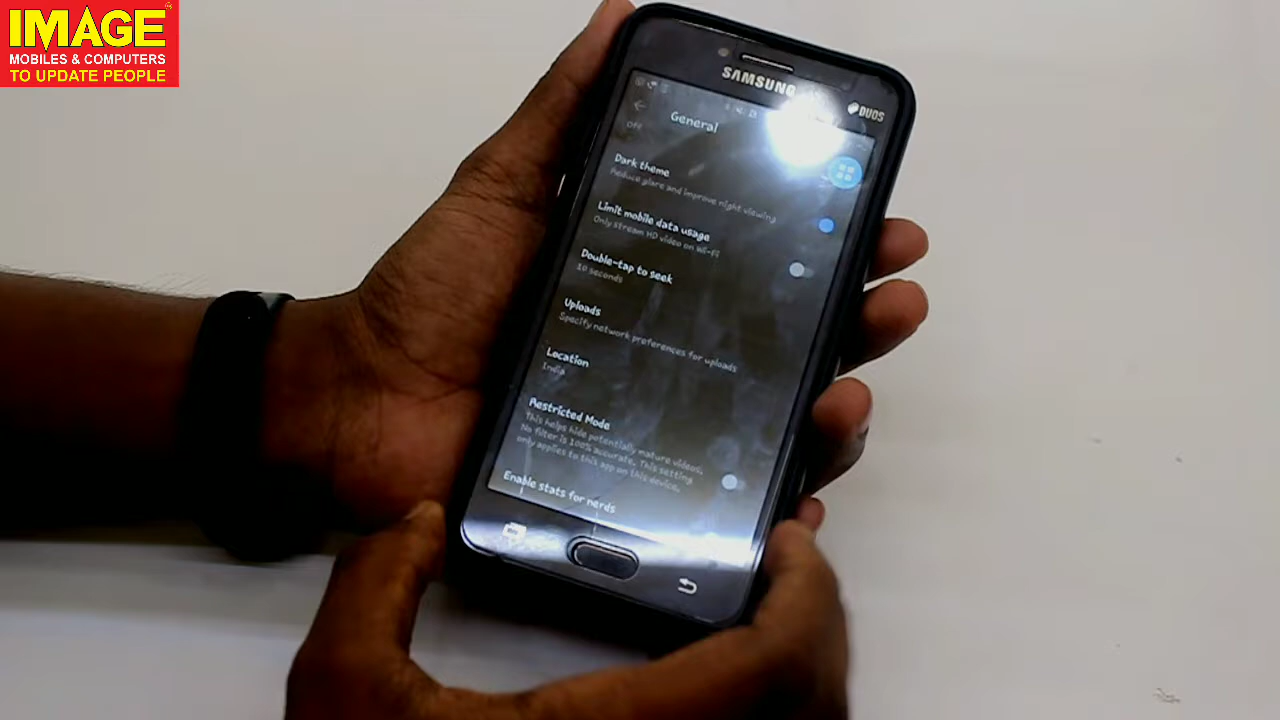 IMAGE
MOBILES & COMPUTERS
TO UPDATE PEOPLE
SAMSUNG
DUOS
General
Off
Dark theme
Reduce glare and improve night viewing
Limit mobile data usage
Only stream HD video on Wi-Fi
Double-tap to seek
10 seconds
Uploads
Specify network preferences for uploads
Location
India
Restricted Mode
This helps hide potentially mature videos.
No filter is 100% accurate. This setting
only applies to this app on this device.
Enable stats for nerds